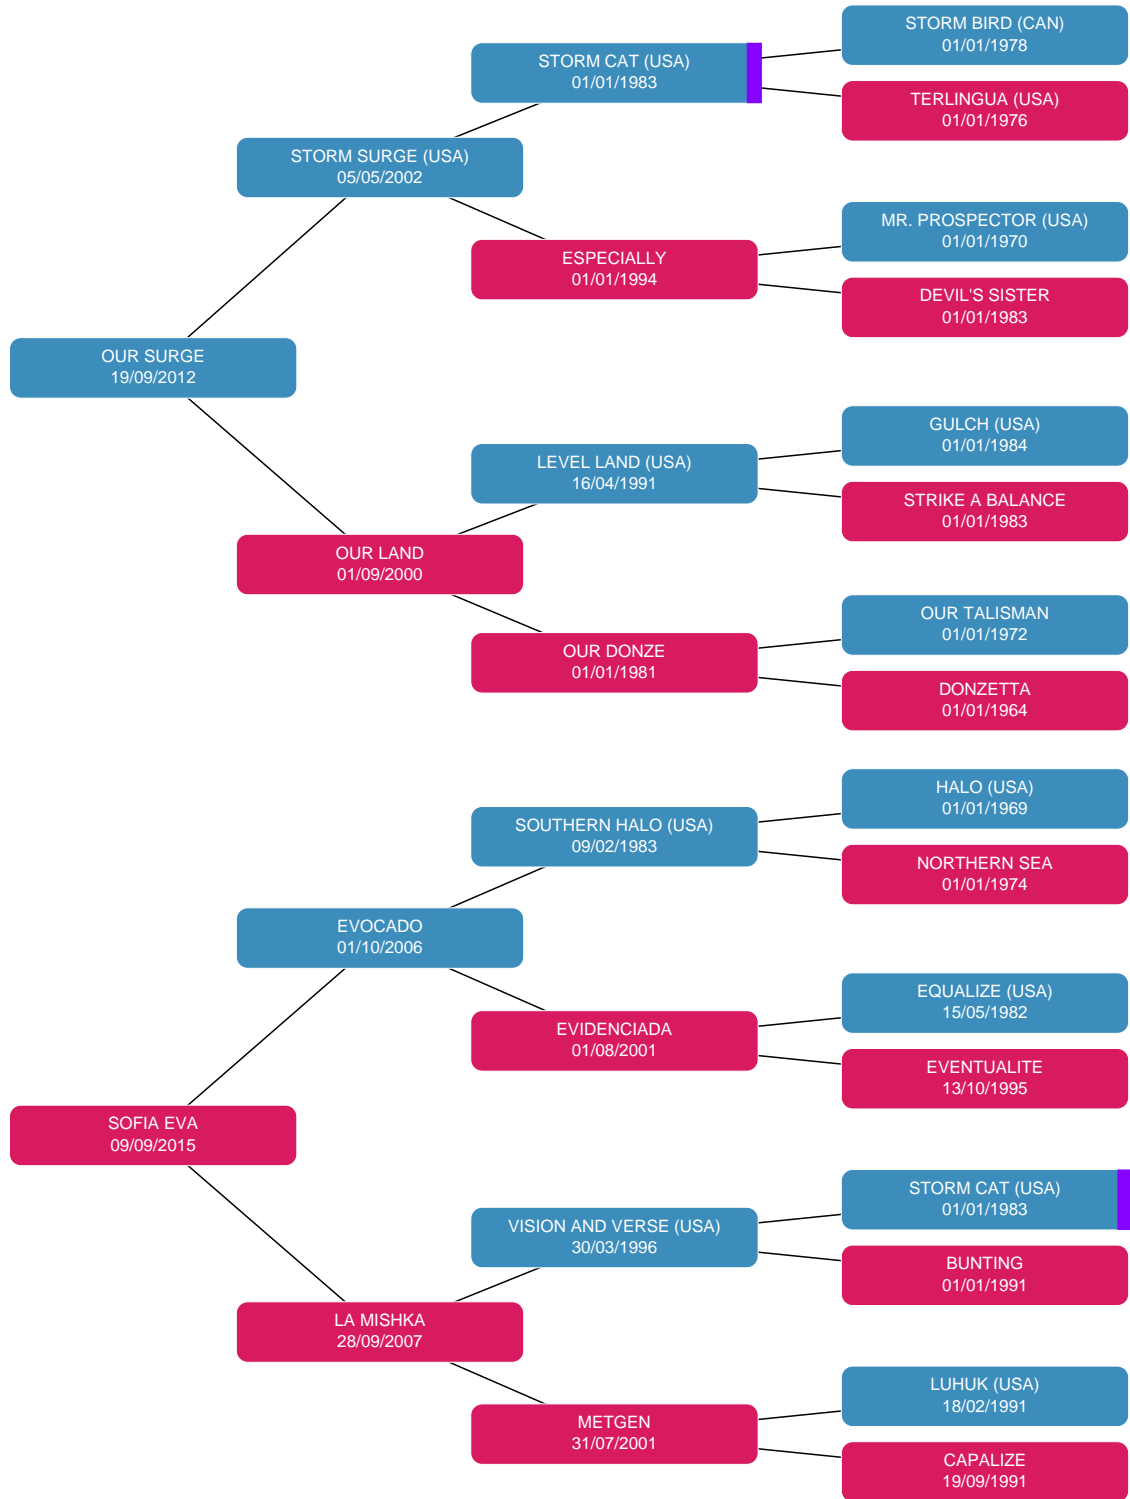 STORM BIRD (CAN)
01/01/1978
STORM CAT (USA)
01/01/1983
TERLINGUA (USA)
01/01/1976
STORM SURGE (USA)
05/05/2002
MR. PROSPECTOR (USA)
01/01/1970
ESPECIALLY
01/01/1994
DEVIL'S SISTER
01/01/1983
OUR SURGE
19/09/2012
GULCH (USA)
01/01/1984
LEVEL LAND (USA)
16/04/1991
STRIKE A BALANCE
01/01/1983
OUR LAND
01/09/2000
OUR TALISMAN
01/01/1972
OUR DONZE
01/01/1981
DONZETTA
01/01/1964
HALO (USA)
01/01/1969
SOUTHERN HALO (USA)
09/02/1983
NORTHERN SEA
01/01/1974
EVOCADO
01/10/2006
EQUALIZE (USA)
15/05/1982
EVIDENCIADA
01/08/2001
EVENTUALITE
13/10/1995
SOFIA EVA
09/09/2015
STORM CAT (USA)
01/01/1983
VISION AND VERSE (USA)
30/03/1996
BUNTING
01/01/1991
LA MISHKA
28/09/2007
LUHUK (USA)
18/02/1991
METGEN
31/07/2001
CAPALIZE
19/09/1991